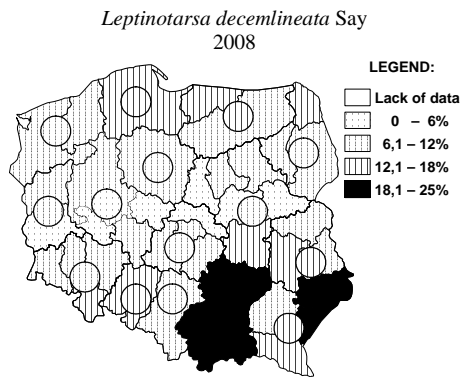 Leptinotarsa decemlineata Say
2008
LEGEND:
Lack of data
0 – 6%
6,1 – 12%
12,1 – 18%
18,1 – 25%